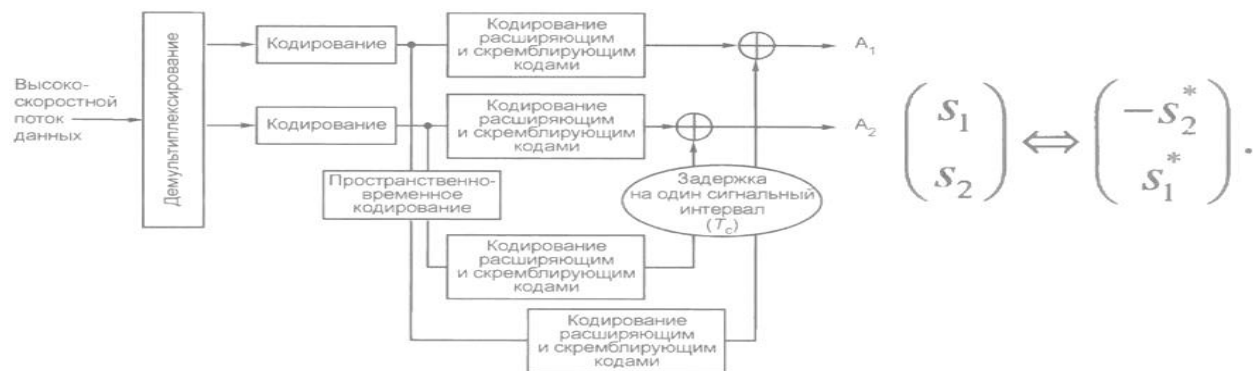 Высоко-
скоростной
поток
данных
Демультиплексирование
Кодирование
Кодирование
расширяющим
и скремблирующим
кодами
A1
Кодирование
Кодирование
расширяющим
и скремблирующим
кодами
A2
Пространственно-
временное
кодирование
Задержка
на один сигнальный
интервал
(Tс)
Кодирование
расширяющим
и скремблирующим
кодами
Кодирование
расширяющим
и скремблирующим
кодами
(s₁ s₂) ⇔ (−s₂* s₁*).